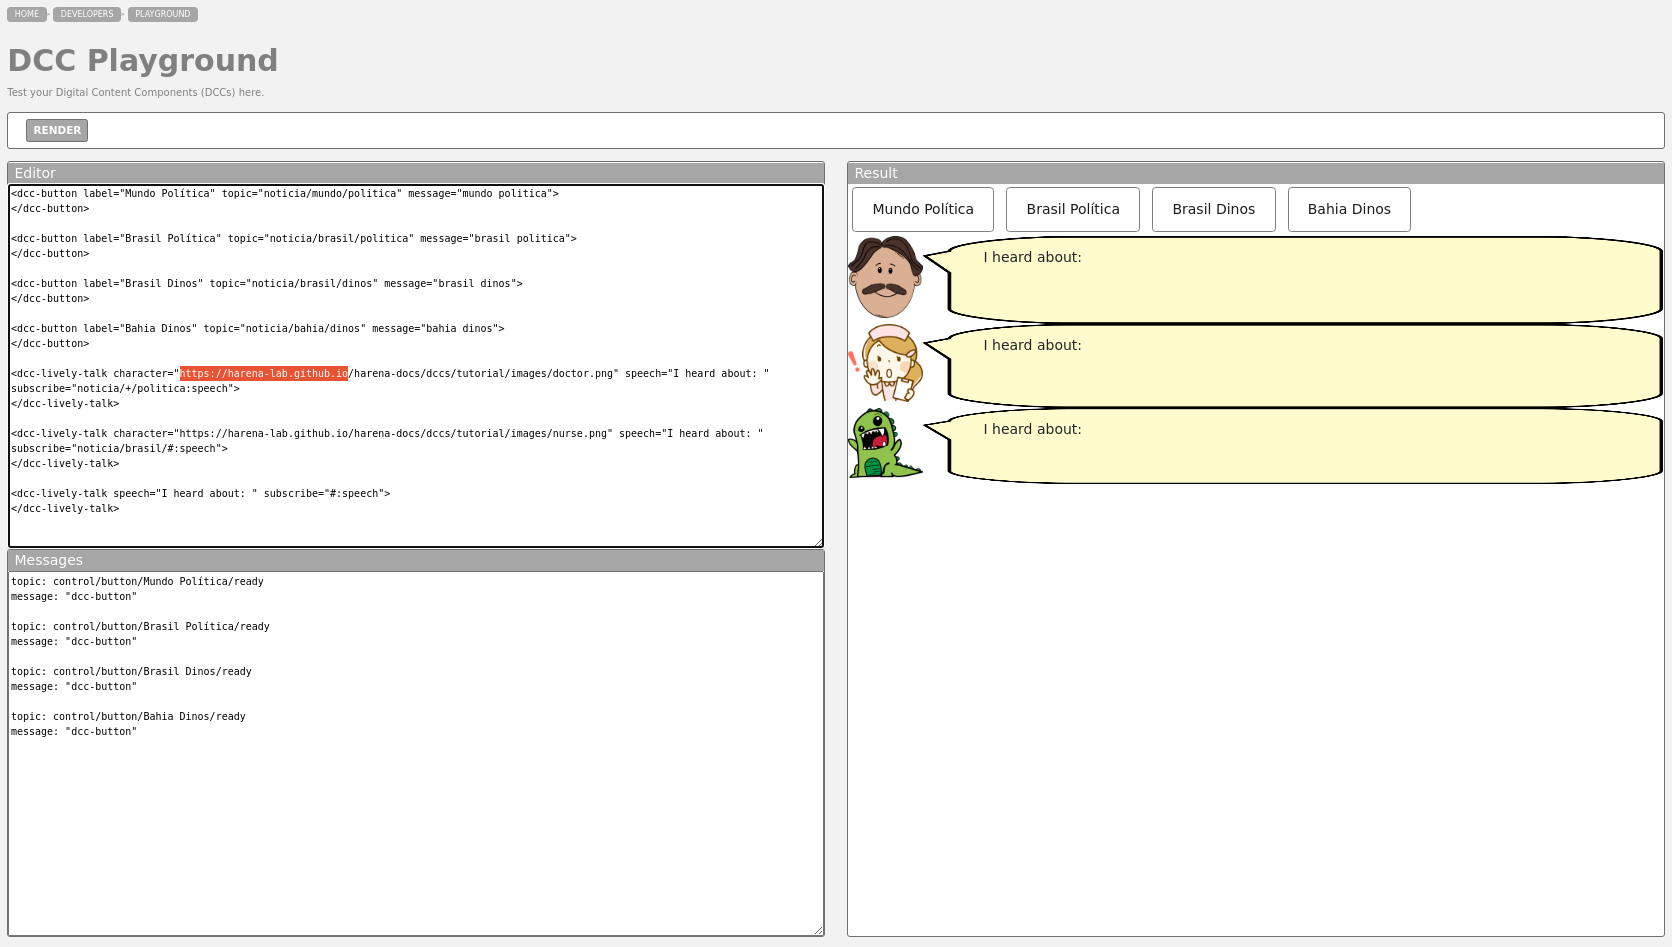 HOME DEVELOPERS PLAYGROUND
DCC Playground
Test your Digital Content Components (DCCs) here.
RENDER
Editor
<dcc-button label="Mundo Política" topic="noticia/mundo/politica" message="mundo politica">
</dcc-button>
<dcc-button label="Brasil Política" topic="noticia/brasil/politica" message="brasil politica">
</dcc-button>
<dcc-button label="Brasil Dinos" topic="noticia/brasil/dinos" message="brasil dinos">
</dcc-button>
<dcc-button label="Bahia Dinos" topic="noticia/bahia/dinos" message="bahia dinos">
</dcc-button>
<dcc-lively-talk character="https://harena-lab.github.io/harena-docs/dccs/tutorial/images/doctor.png" speech="I heard about: "
subscribe="noticia/+/politica:speech">
</dcc-lively-talk>
<dcc-lively-talk character="https://harena-lab.github.io/harena-docs/dccs/tutorial/images/nurse.png" speech="I heard about: "
subscribe="noticia/brasil/#:speech">
</dcc-lively-talk>
<dcc-lively-talk speech="I heard about: " subscribe="#:speech">
</dcc-lively-talk>
Messages
topic: control/button/Mundo Política/ready
message: "dcc-button"
topic: control/button/Brasil Política/ready
message: "dcc-button"
topic: control/button/Brasil Dinos/ready
message: "dcc-button"
topic: control/button/Bahia Dinos/ready
message: "dcc-button"
Result
Mundo Política Brasil Política Brasil Dinos Bahia Dinos
I heard about:
I heard about:
I heard about: